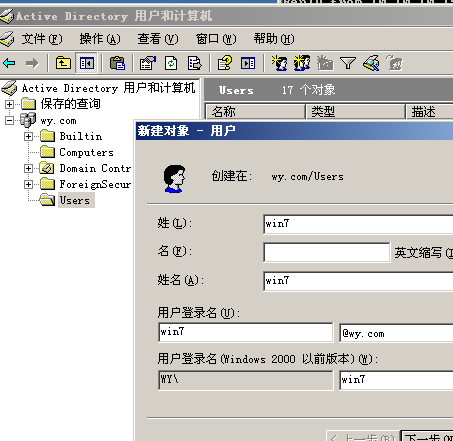 Active Directory 用户和计算机
文件(F) 操作(A) 查看(V) 窗口(W) 帮助(H)
Active Directory 用户和计算机
保存的查询
wy.com
Builtin
Computers
Domain Contr
ForeignSecur
Users
Users 17 个对象
名称 类型 描述
新建对象 - 用户
创建在: wy.com/Users
姓(L): win7
名(F): 英文缩写(I
姓名(A): win7
用户登录名(U):
win7 @wy.com
用户登录名(Windows 2000 以前版本)(W):
WY\ win7
< 上一步(B) 下一步(N